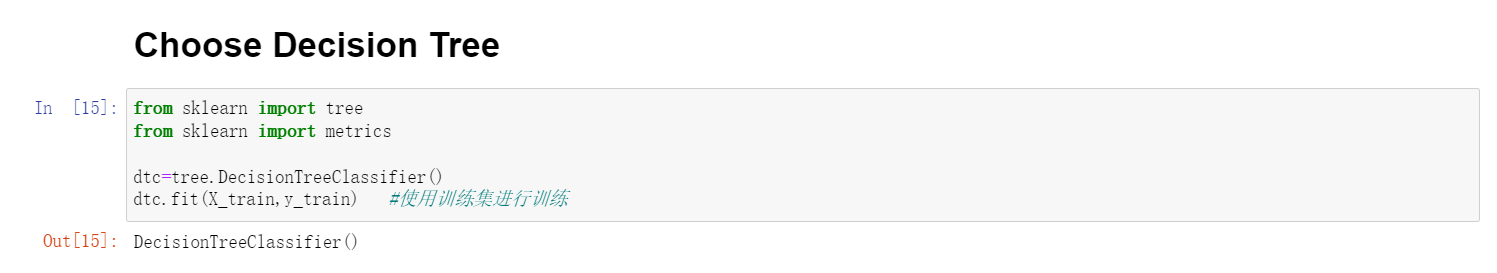 Choose Decision Tree
In [15]:
from sklearn import tree
from sklearn import metrics
dtc=tree.DecisionTreeClassifier()
dtc.fit(X_train,y_train)   #使用训练集进行训练
Out[15]: DecisionTreeClassifier()